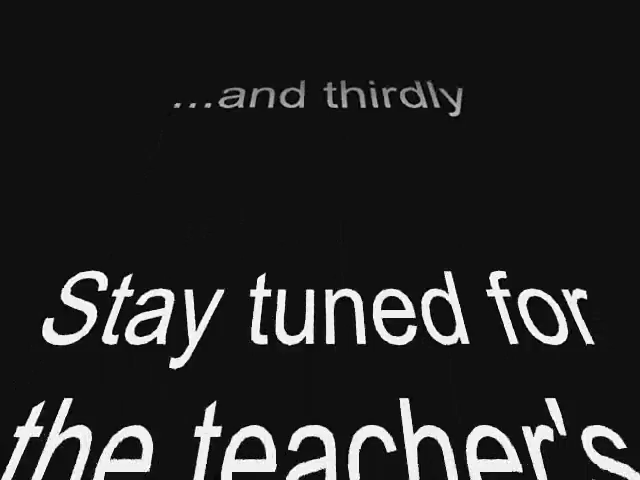 ...and thirdly
Stay tuned for
the teacher's